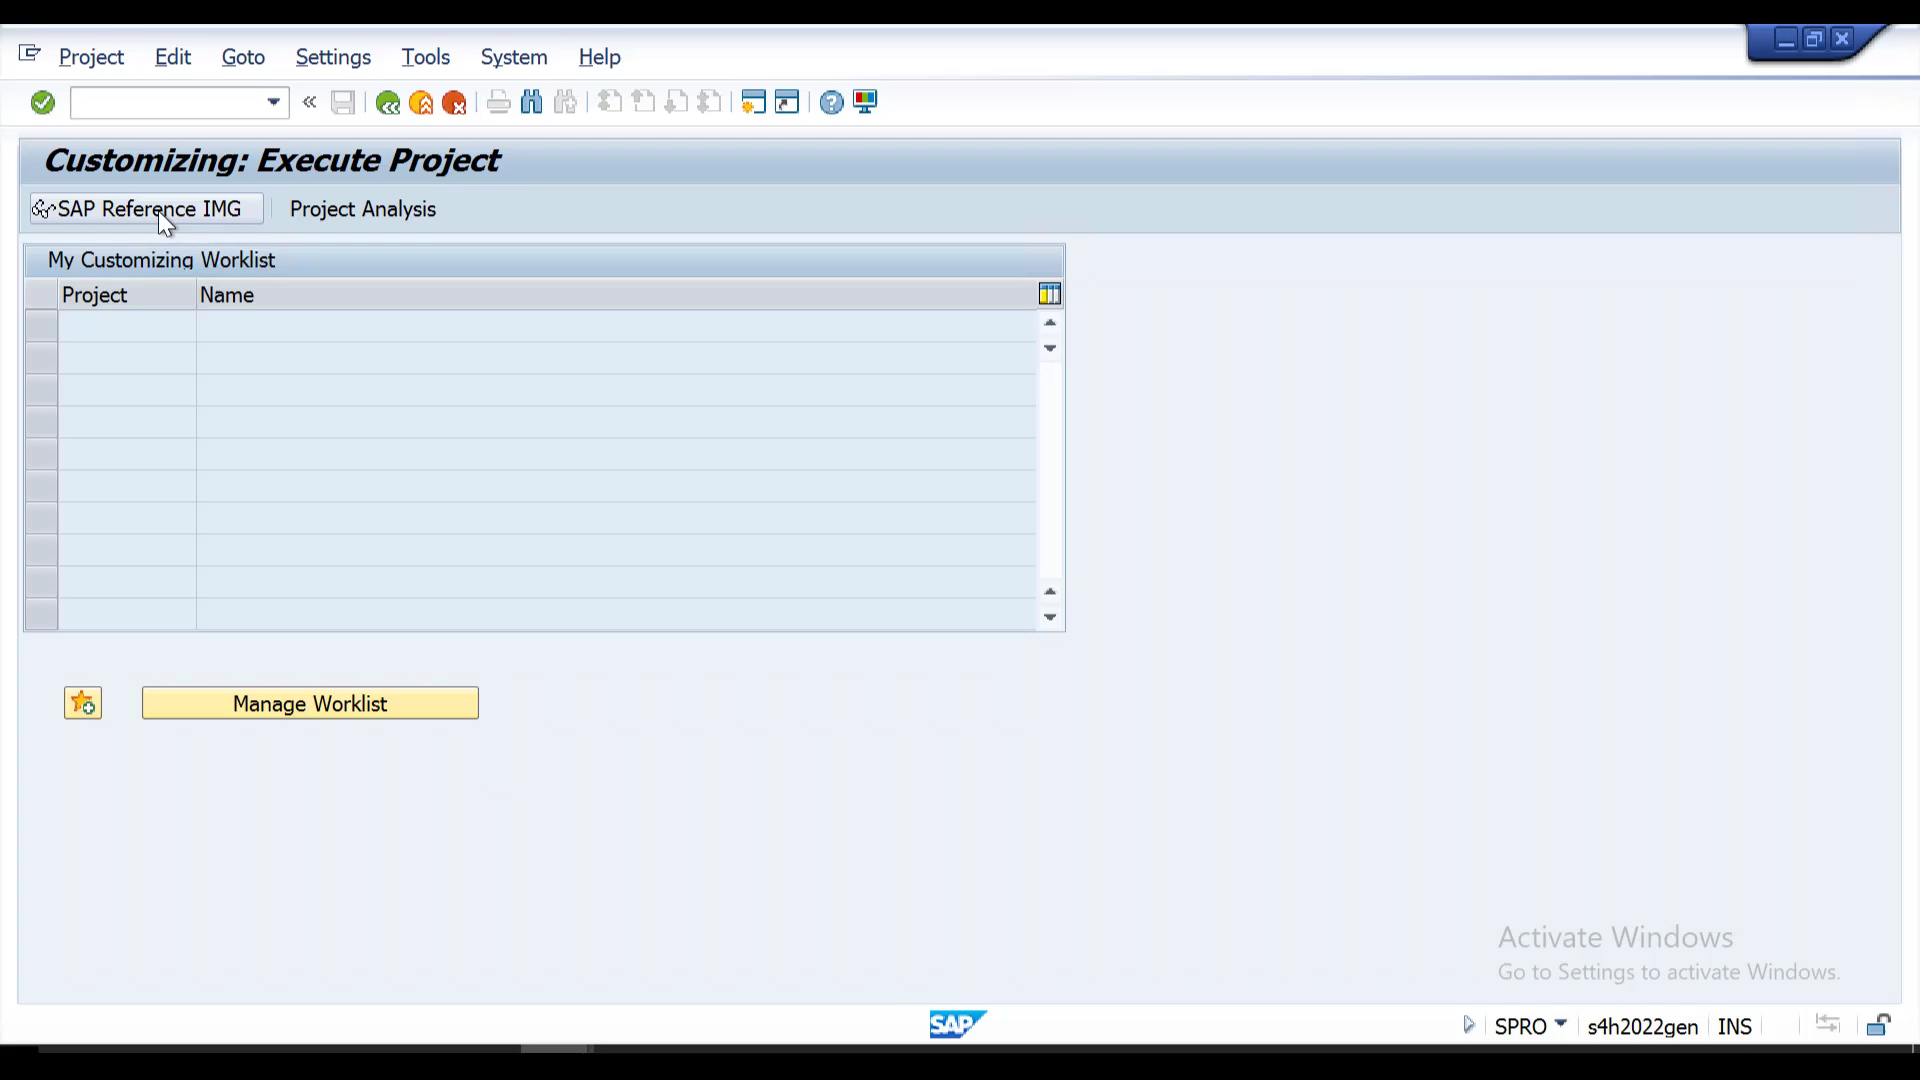 Project Edit Goto Settings Tools System Help
Customizing: Execute Project
SAP Reference IMG Project Analysis
My Customizing Worklist
Project Name
Manage Worklist
Activate Windows
Go to Settings to activate Windows.
SAP SPRO s4h2022gen INS